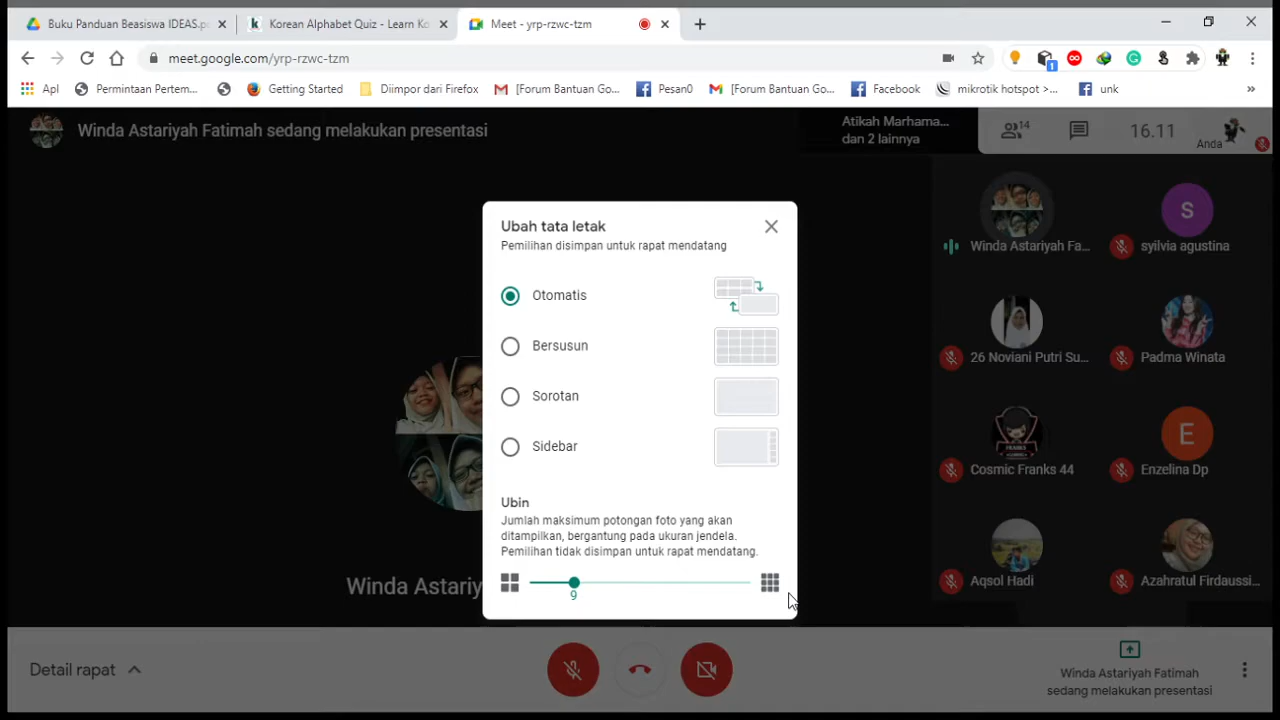 Buku Panduan Beasiswa IDEAS.p
Korean Alphabet Quiz - Learn Ko
Meet - yrp-rzwc-tzm
meet.google.com/yrp-rzwc-tzm
1
Apl
Permintaan Pertem...
Getting Started
Diimpor dari Firefox
[Forum Bantuan Go...
Pesan0
[Forum Bantuan Go...
Facebook
mikrotik hotspot >...
unk
»
Winda Astariyah Fatimah sedang melakukan presentasi
Atikah Marhama...
dan 2 lainnya
14
16.11
Anda
Ubah tata letak
Pemilihan disimpan untuk rapat mendatang
Otomatis
Bersusun
Sorotan
Sidebar
Ubin
Jumlah maksimum potongan foto yang akan
ditampilkan, bergantung pada ukuran jendela.
Pemilihan tidak disimpan untuk rapat mendatang.
9
Winda Astariy
S
Winda Astariyah Fa...
syilvia agustina
26 Noviani Putri Su...
Padma Winata
E
Cosmic Franks 44
Enzelina Dp
Aqsol Hadi
Azahratul Firdaussi...
Detail rapat
Winda Astariyah Fatimah
sedang melakukan presentasi